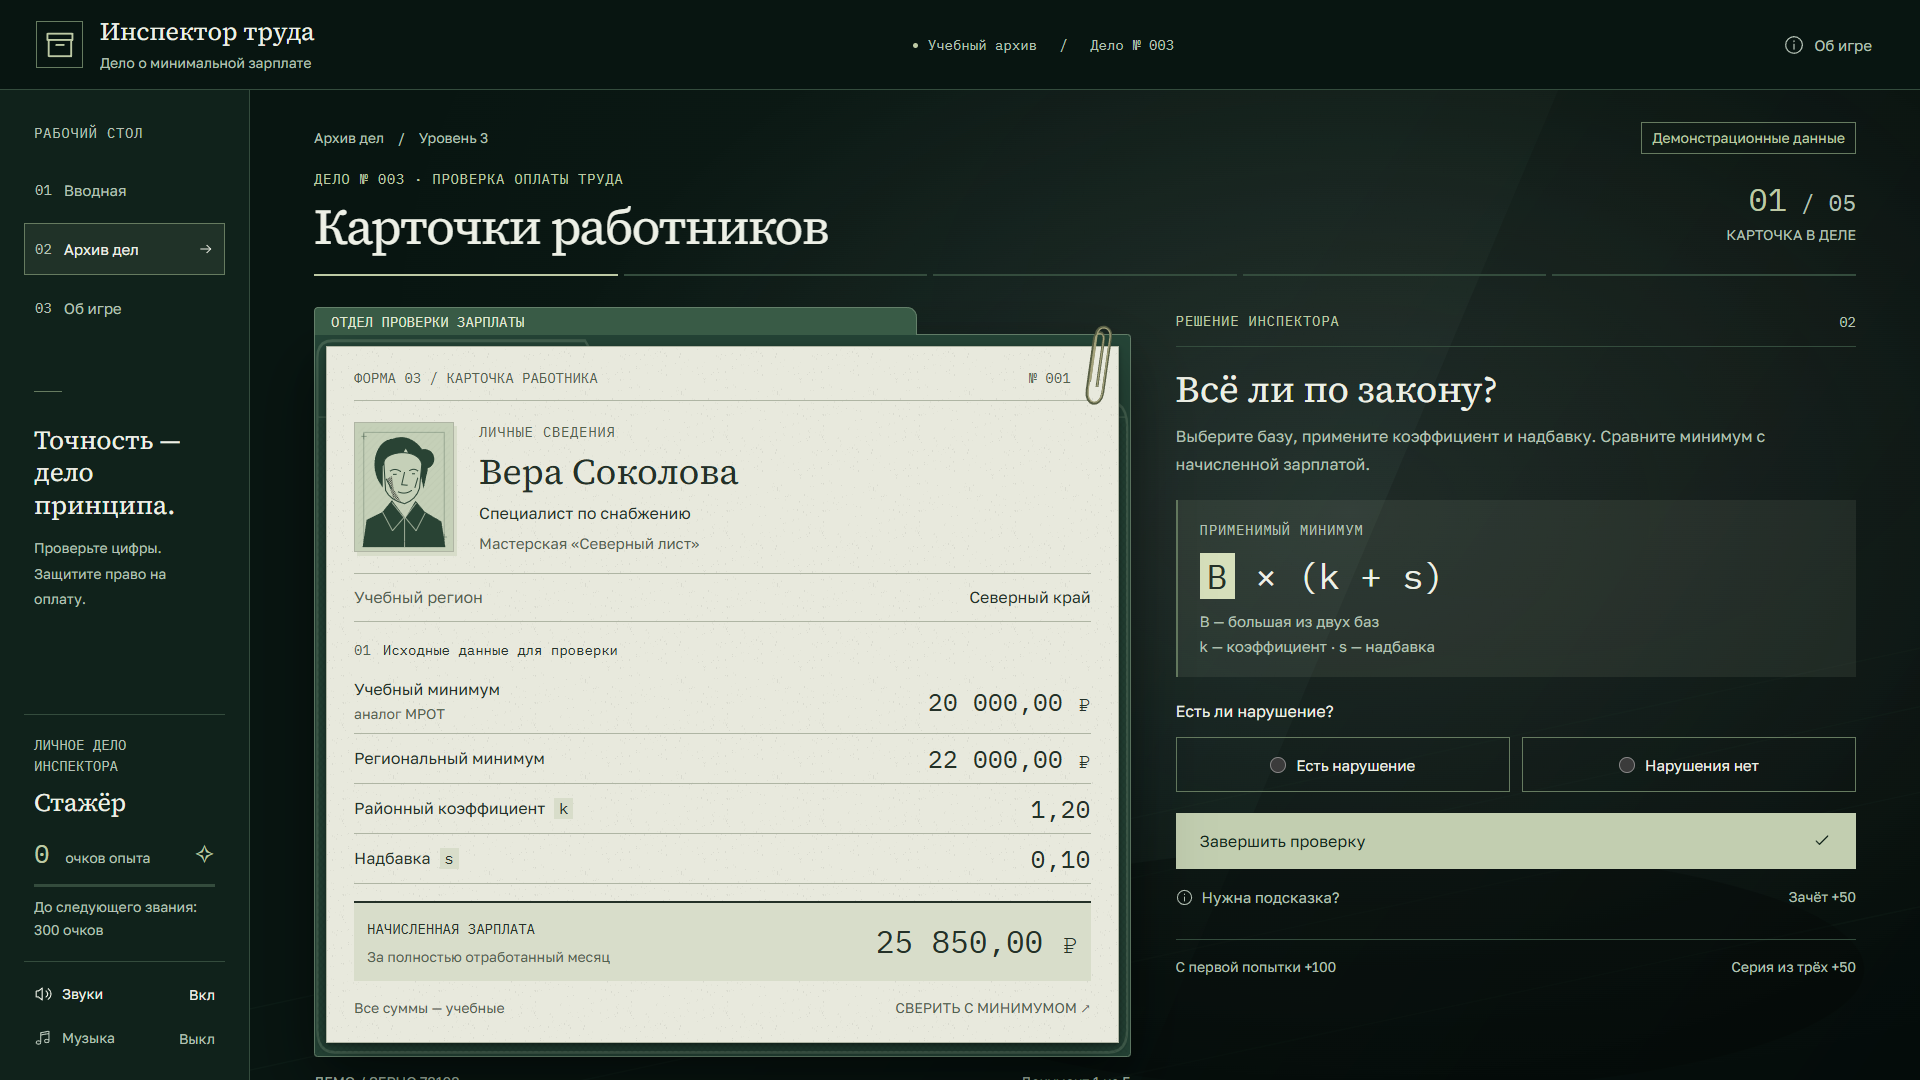 Инспектор труда
Дело о минимальной зарплате
• Учебный архив / Дело № 003
Об игре
РАБОЧИЙ СТОЛ
01 Вводная
02 Архив дел →
03 Об игре
Точность —
дело
принципа.
Проверьте цифры.
Защитите право на
оплату.
ЛИЧНОЕ ДЕЛО
ИНСПЕКТОРА
Стажёр
0 очков опыта
До следующего звания:
300 очков
Звуки Вкл
Музыка Выкл
Архив дел / Уровень 3
Демонстрационные данные
ДЕЛО № 003 · ПРОВЕРКА ОПЛАТЫ ТРУДА
Карточки работников
01 / 05
КАРТОЧКА В ДЕЛЕ
ОТДЕЛ ПРОВЕРКИ ЗАРПЛАТЫ
ФОРМА 03 / КАРТОЧКА РАБОТНИКА № 001
ЛИЧНЫЕ СВЕДЕНИЯ
Вера Соколова
Специалист по снабжению
Мастерская «Северный лист»
Учебный регион Северный край
01 Исходные данные для проверки
Учебный минимум
аналог МРОТ
20 000,00 ₽
Региональный минимум 22 000,00 ₽
Районный коэффициент k 1,20
Надбавка s 0,10
НАЧИСЛЕННАЯ ЗАРПЛАТА
За полностью отработанный месяц
25 850,00 ₽
Все суммы — учебные СВЕРИТЬ С МИНИМУМОМ ↗
РЕШЕНИЕ ИНСПЕКТОРА 02
Всё ли по закону?
Выберите базу, примените коэффициент и надбавку. Сравните минимум с
начисленной зарплатой.
ПРИМЕНИМЫЙ МИНИМУМ
B × (k + s)
B — большая из двух баз
k — коэффициент · s — надбавка
Есть ли нарушение?
Есть нарушение
Нарушения нет
Завершить проверку
Нужна подсказка? Зачёт +50
С первой попытки +100 Серия из трёх +50